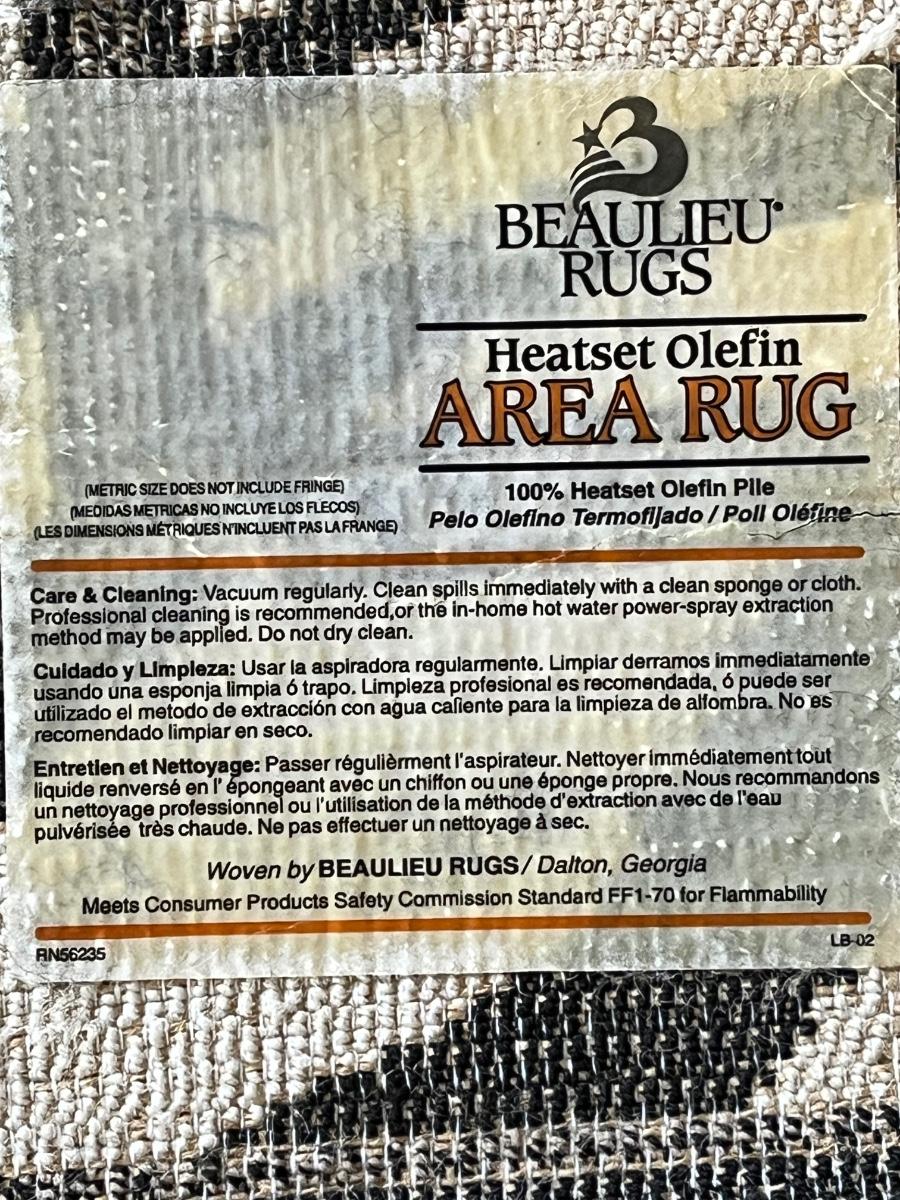 BEAULIEU
RUGS
Heatset Olefin
AREA RUG
(METRIC SIZE DOES NOT INCLUDE FRINGE)
(MEDIDAS METRICAS NO INCLUYE LOS FLECOS)
(LES DIMENSIONS MÉTRIQUES N'INCLUENT PAS LA FRANGE)
100% Heatset Olefin Pile
Pelo Olefino Termofijado / Poil Oléfine
Care & Cleaning: Vacuum regularly. Clean spills immediately with a clean sponge or cloth.
Professional cleaning is recommended,or the in-home hot water power-spray extraction
method may be applied. Do not dry clean.
Cuidado y Limpieza: Usar la aspiradora regularmente. Limpiar derramos immediatamente
usando una esponja limpia ó trapo. Limpieza profesional es recomendada, ó puede ser
utilizado el metodo de extracción con agua caliente para la limpieza de alfombra. No es
recomendado limpiar en seco.
Entretien et Nettoyage: Passer régulièrment l'aspirateur. Nettoyer immédiatement tout
liquide renversé en l' épongeant avec un chiffon ou une éponge propre. Nous recommandons
un nettoyage professionnel ou l'utilisation de la méthode d'extraction avec de l'eau
pulvérisée très chaude. Ne pas effectuer un nettoyage à sec.
Woven by BEAULIEU RUGS/ Dalton, Georgia
Meets Consumer Products Safety Commission Standard FF1-70 for Flammability
RN56235
LB-02